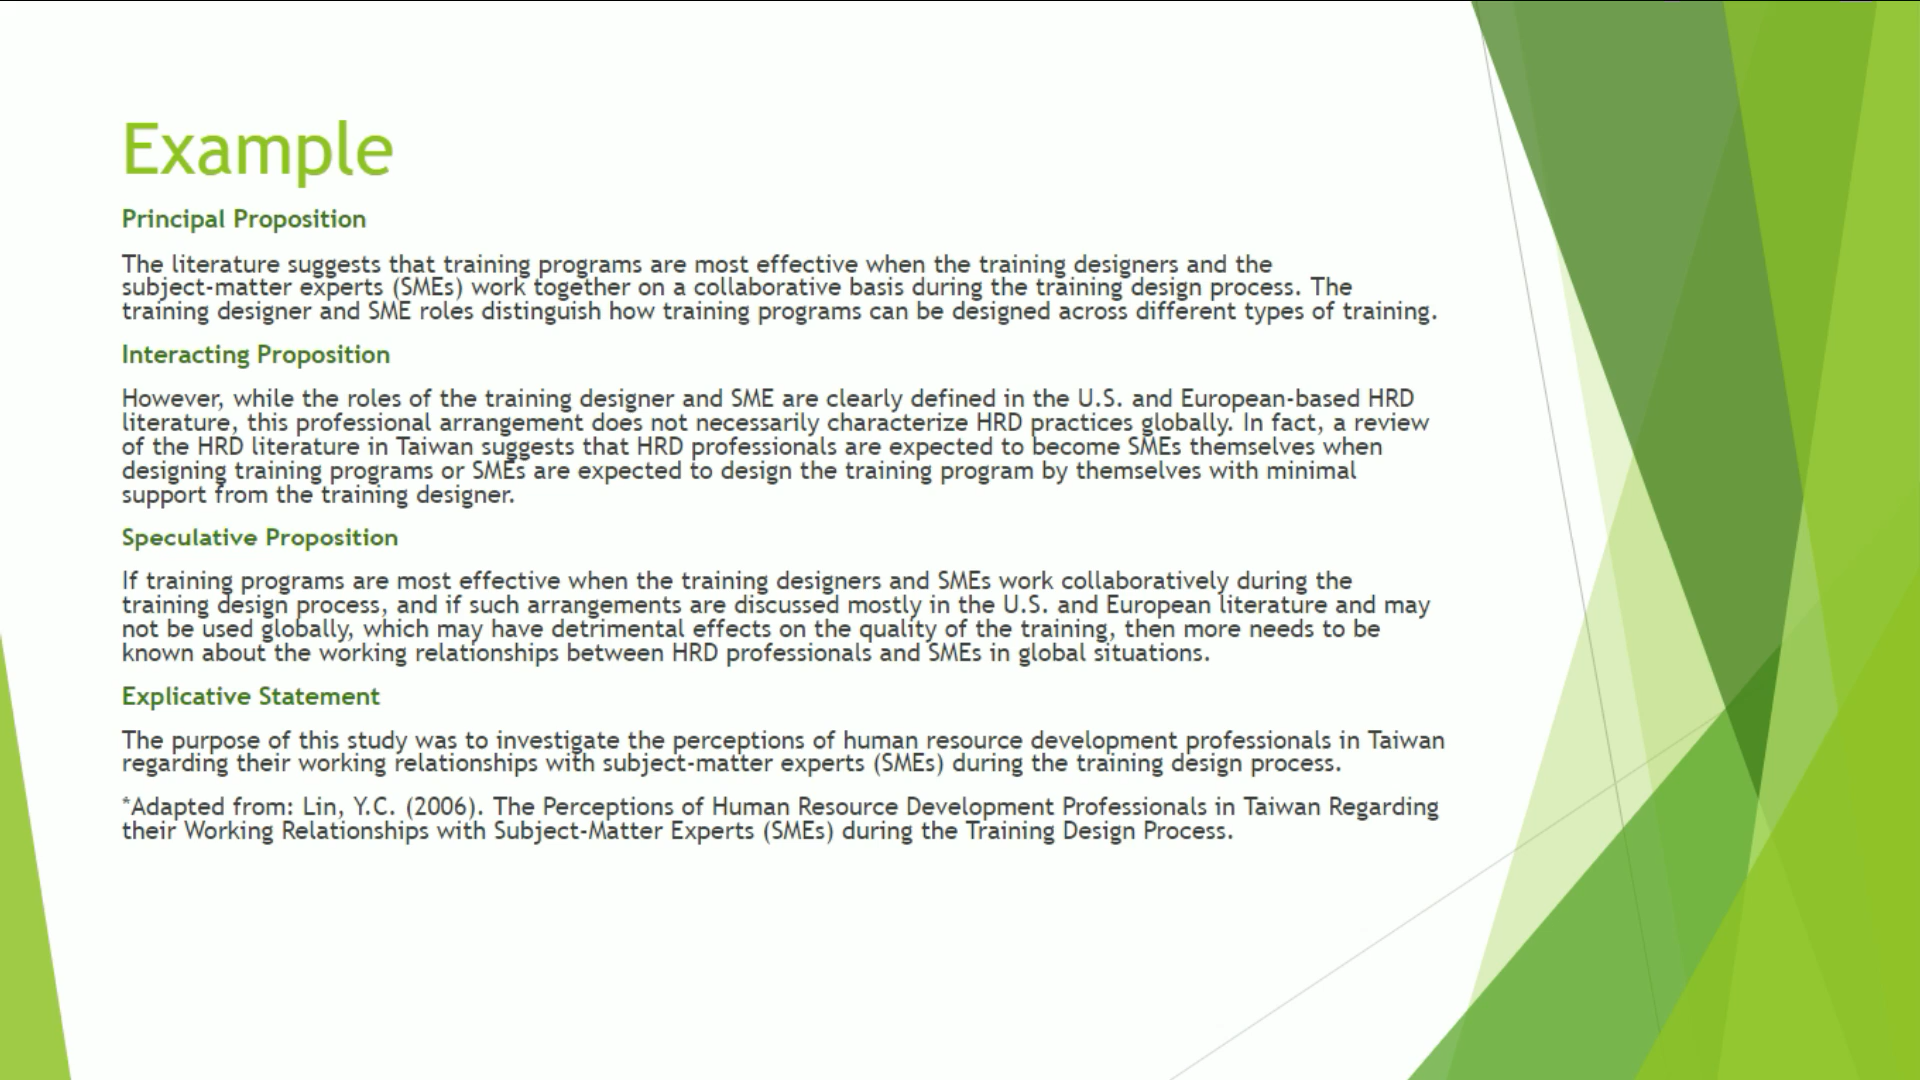 Example
Principal Proposition
The literature suggests that training programs are most effective when the training designers and the
subject-matter experts (SMEs) work together on a collaborative basis during the training design process. The
training designer and SME roles distinguish how training programs can be designed across different types of training.
Interacting Proposition
However, while the roles of the training designer and SME are clearly defined in the U.S. and European-based HRD
literature, this professional arrangement does not necessarily characterize HRD practices globally. In fact, a review
of the HRD literature in Taiwan suggests that HRD professionals are expected to become SMEs themselves when
designing training programs or SMEs are expected to design the training program by themselves with minimal
support from the training designer.
Speculative Proposition
If training programs are most effective when the training designers and SMEs work collaboratively during the
training design process, and if such arrangements are discussed mostly in the U.S. and European literature and may
not be used globally, which may have detrimental effects on the quality of the training, then more needs to be
known about the working relationships between HRD professionals and SMEs in global situations.
Explicative Statement
The purpose of this study was to investigate the perceptions of human resource development professionals in Taiwan
regarding their working relationships with subject-matter experts (SMEs) during the training design process.
*Adapted from: Lin, Y.C. (2006). The Perceptions of Human Resource Development Professionals in Taiwan Regarding
their Working Relationships with Subject-Matter Experts (SMEs) during the Training Design Process.